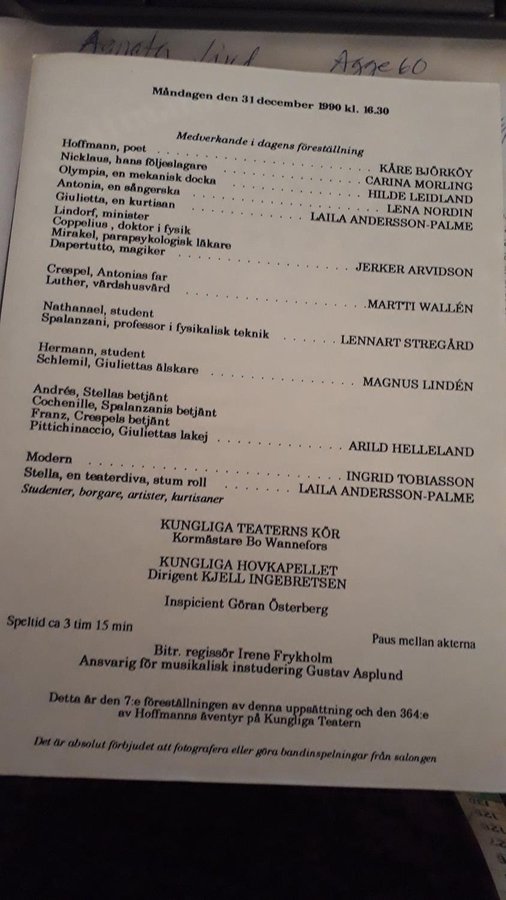 Agneta Lind Agge 60
Måndagen den 31 december 1990 kl. 16.30
Medverkande i dagens föreställning
Hoffmann, poet . . . . . . . . . . . . . . . . . . . . KÅRE BJÖRKÖY
Nicklaus, hans följeslagare . . . . . . . . . . . . . CARINA MORLING
Olympia, en mekanisk docka . . . . . . . . . . . . . HILDE LEIDLAND
Antonia, en sångerska . . . . . . . . . . . . . . . . LENA NORDIN
Giulietta, en kurtisan . . . . . . . . . . LAILA ANDERSSON-PALME
Lindorf, minister
Coppelius , doktor i fysik
Mirakel, parapsykologisk läkare
Dapertutto, magiker . . . . . . . . . . . . . . . JERKER ARVIDSON
Crespel, Antonias far
Luther, värdshusvärd . . . . . . . . . . . . . . . MARTTI WALLÉN
Nathanael, student
Spalanzani, professor i fysikalisk teknik . . . . . . LENNART STREGÅRD
Hermann, student
Schlemil, Giuliettas älskare . . . . . . . . . . . . . MAGNUS LINDÉN
Andrés, Stellas betjänt
Cochenille, Spalanzanis betjänt
Franz, Crespels betjänt
Pittichinaccio, Giuliettas lakej . . . . . . . . . . . ARILD HELLELAND
Modern . . . . . . . . . . . . . . . . . . . . . . INGRID TOBIASSON
Stella, en teaterdiva, stum roll . . . . . . . LAILA ANDERSSON-PALME
Studenter, borgare, artister, kurtisaner
KUNGLIGA TEATERNS KÖR
Kormästare Bo Wannefors
KUNGLIGA HOVKAPELLET
Dirigent KJELL INGEBRETSEN
Inspicient Göran Österberg
Speltid ca 3 tim 15 min
Paus mellan akterna
Bitr. regissör Irene Frykholm
Ansvarig för musikalisk instudering Gustav Asplund
Detta är den 7:e föreställningen av denna uppsättning och den 364:e
av Hoffmanns äventyr på Kungliga Teatern
Det är absolut förbjudet att fotografera eller göra bandinspelningar från salongen